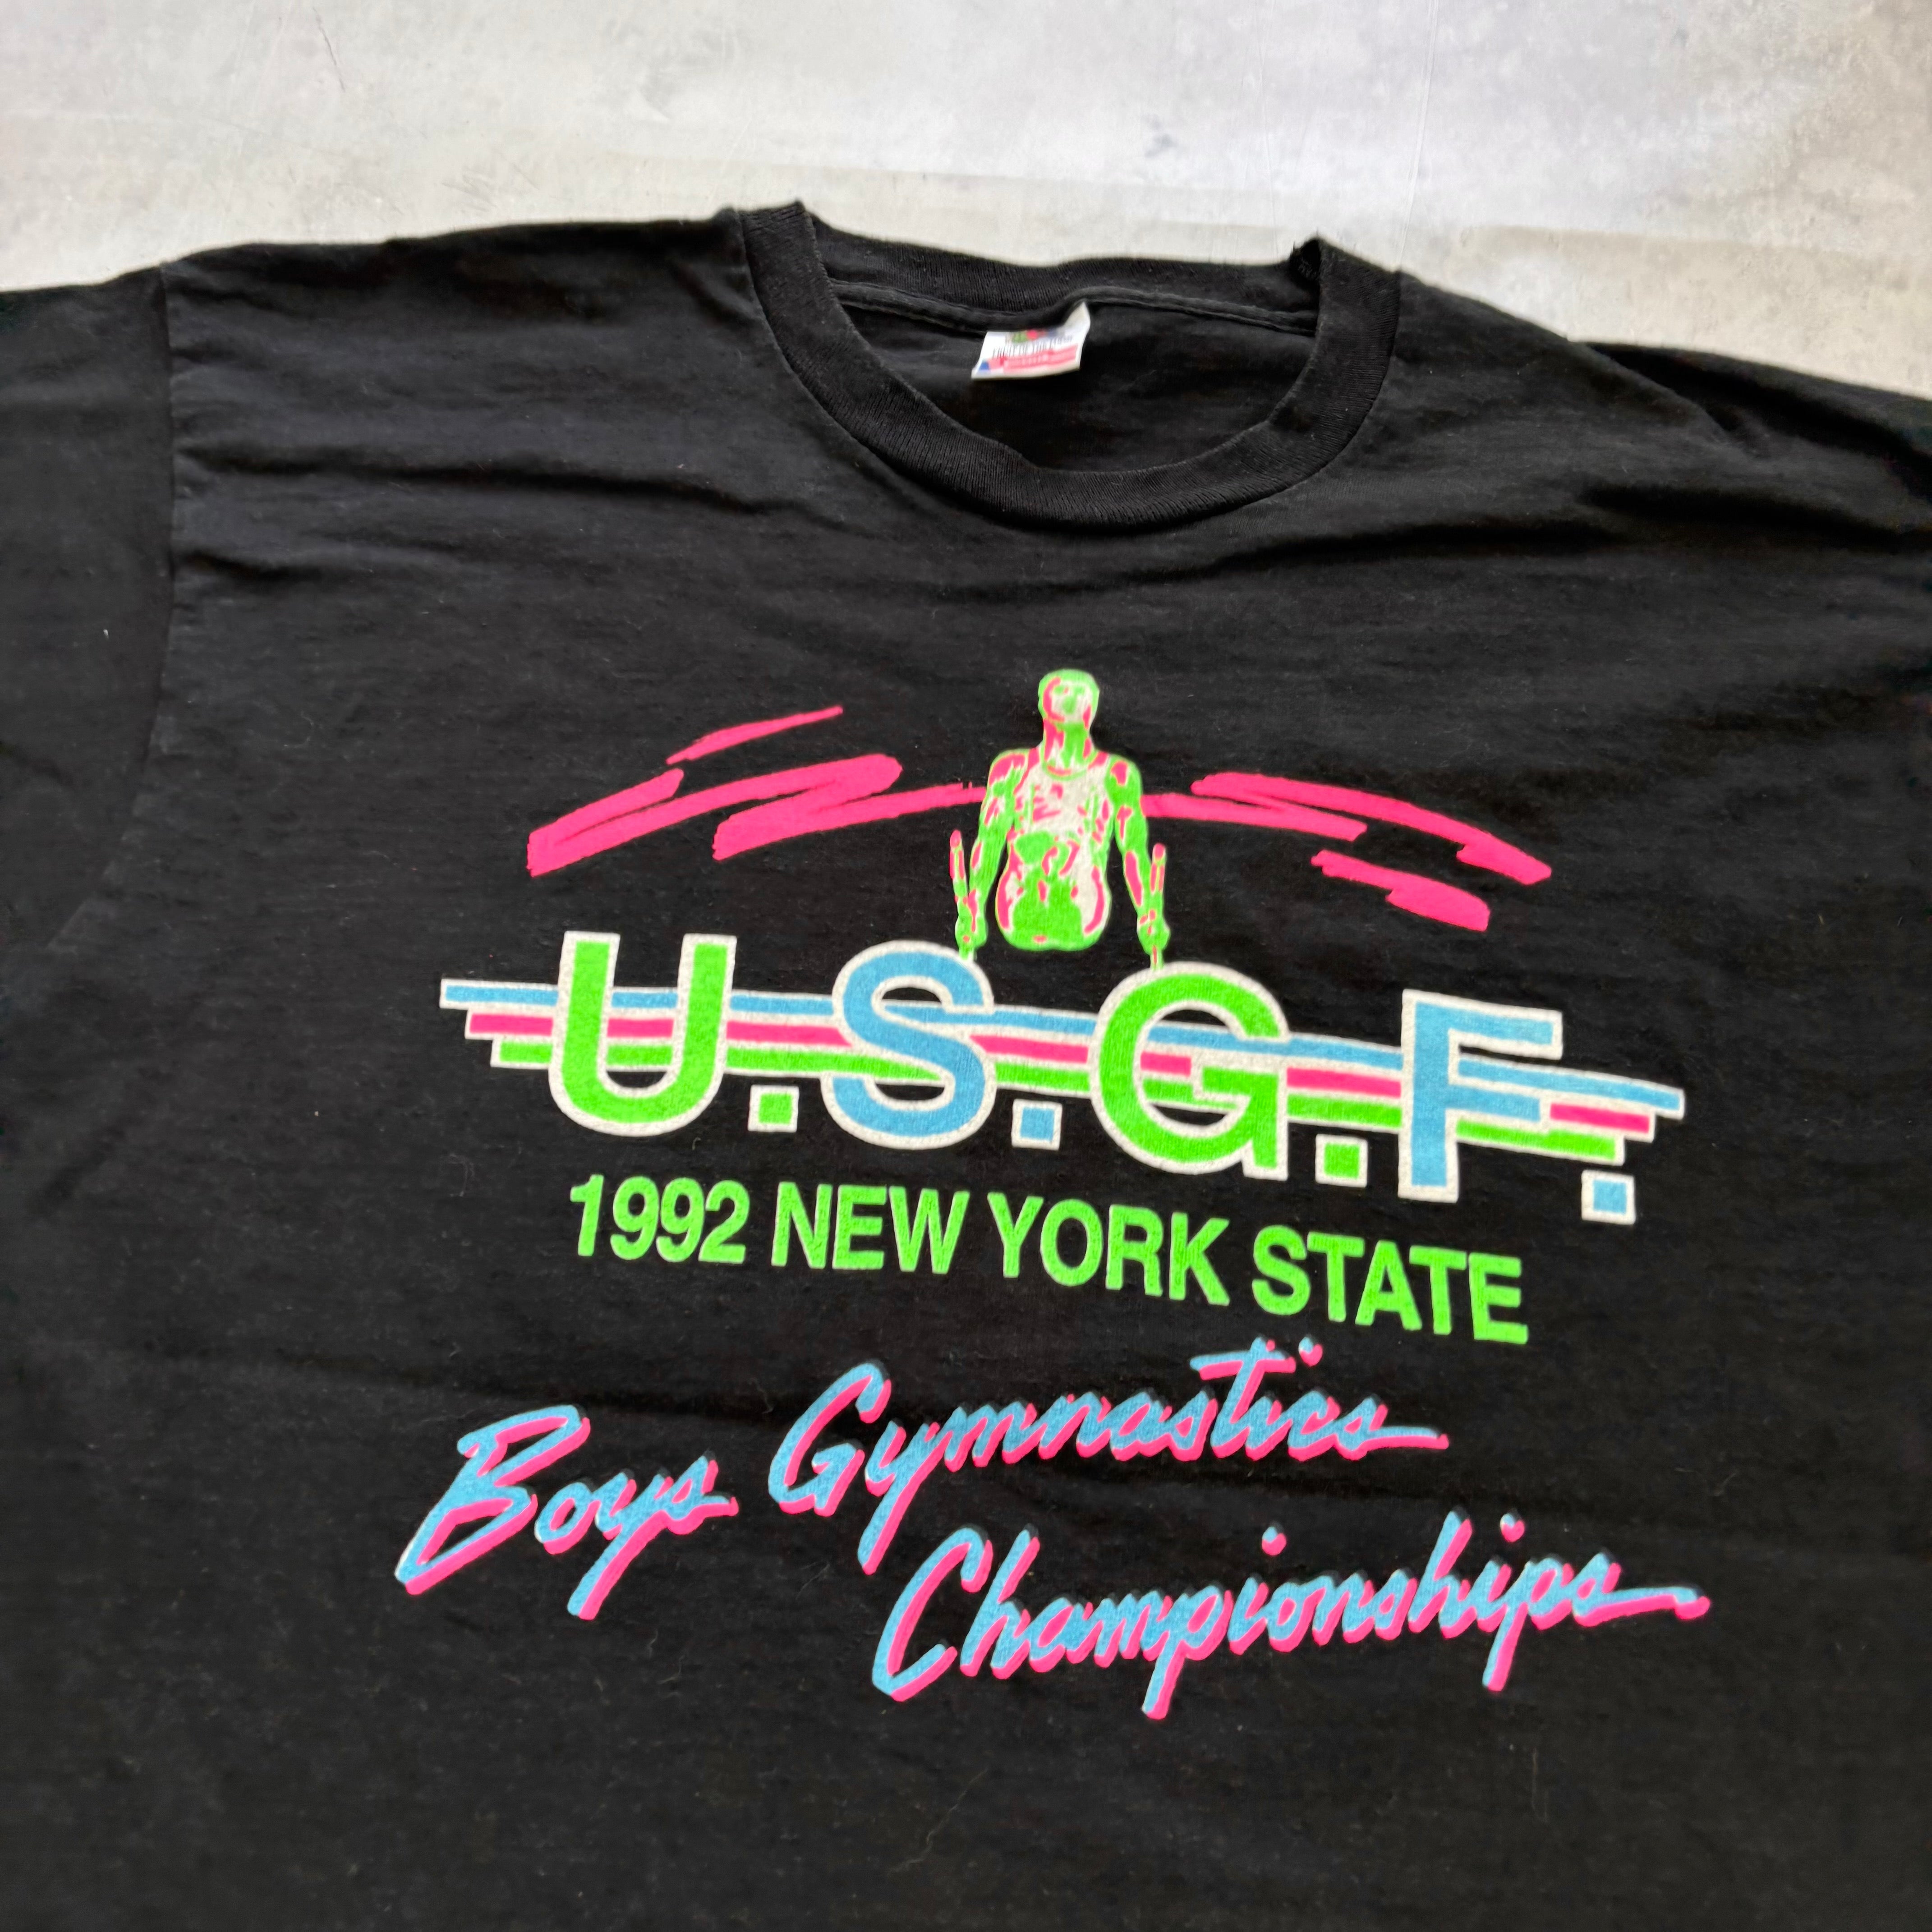 U.S.G.F.
1992 NEW YORK STATE
Boys Gymnastics
Championships